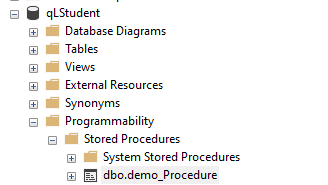 qLStudent
Database Diagrams
Tables
Views
External Resources
Synonyms
Programmability
Stored Procedures
System Stored Procedures
dbo.demo_Procedure